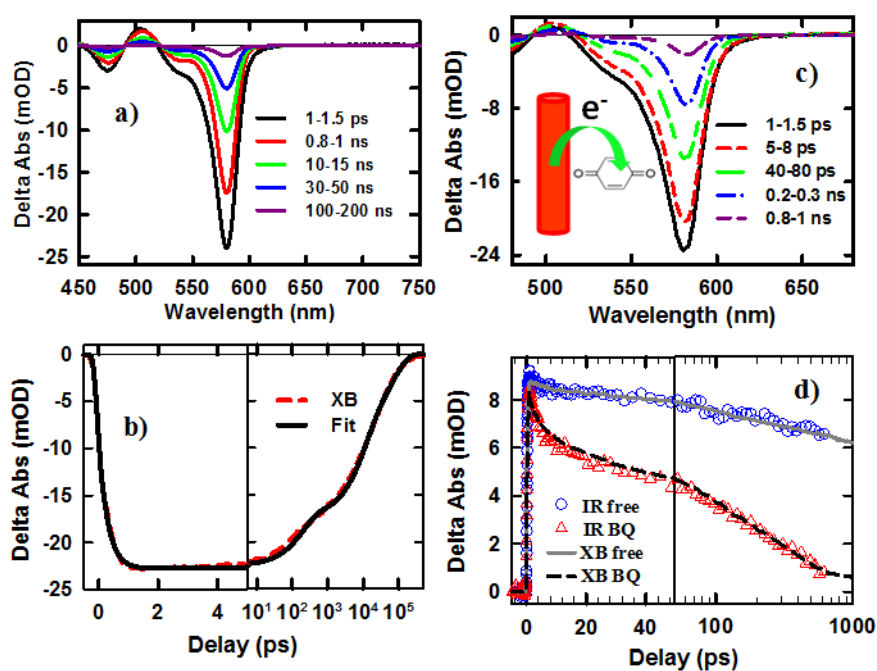 a)
Delta Abs (mOD)
0
-5
-10
-15
-20
-25
1-1.5 ps
0.8-1 ns
10-15 ns
30-50 ns
100-200 ns
450 500 550 600 650 700 750
Wavelength (nm)
c)
Delta Abs (mOD)
0
-8
-16
-24
e-
O
O
1-1.5 ps
5-8 ps
40-80 ps
0.2-0.3 ns
0.8-1 ns
500 550 600 650
Wavelength (nm)
b)
Delta Abs (mOD)
0
-5
-10
-15
-20
-25
XB
Fit
0 2 4 10¹ 10² 10³ 10⁴ 10⁵
Delay (ps)
d)
Delta Abs (mOD)
8
6
4
2
0
IR free
IR BQ
XB free
XB BQ
0 20 40 100 1000
Delay (ps)